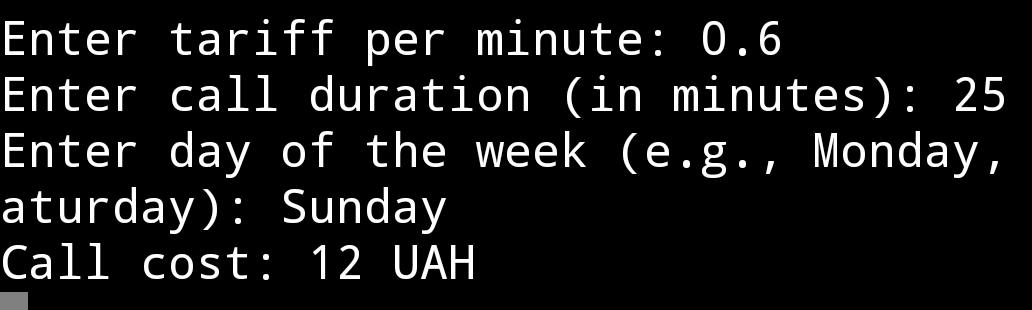 Enter tariff per minute: 0.6
Enter call duration (in minutes): 25
Enter day of the week (e.g., Monday,
aturday): Sunday
Call cost: 12 UAH